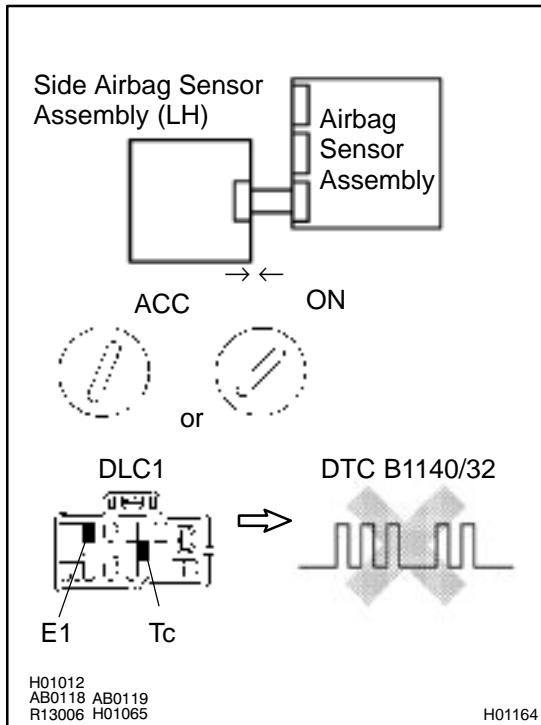 Side Airbag Sensor
Assembly (LH)
Airbag
Sensor
Assembly
ACC
ON
or
DLC1
DTC B1140/32
E1
Tc
H01012
AB0118 AB0119
R13006 H01065
H01164